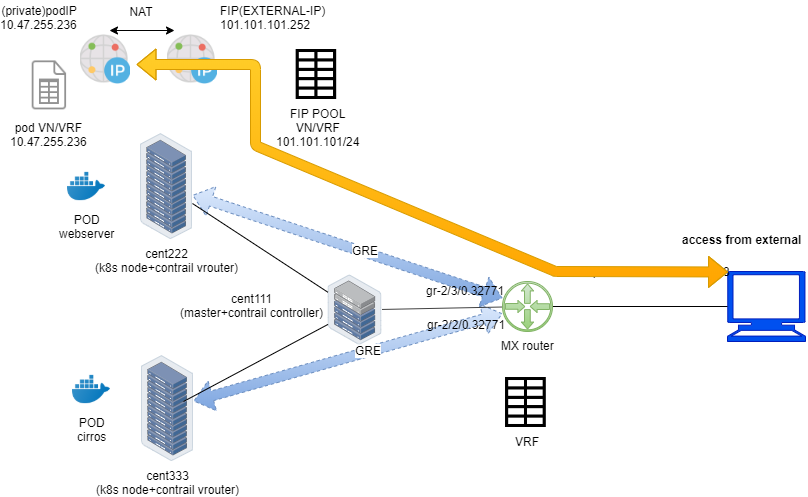 (private)podIP
10.47.255.236
NAT
FIP(EXTERNAL-IP)
101.101.101.252
IP
IP
pod VN/VRF
10.47.255.236
FIP POOL
VN/VRF
101.101.101/24
POD
webserver
cent222
(k8s node+contrail vrouter)
GRE
access from external
cent111
(master+contrail controller)
gr-2/3/0.32771
gr-2/2/0.32771
MX router
GRE
POD
cirros
VRF
cent333
(k8s node+contrail vrouter)